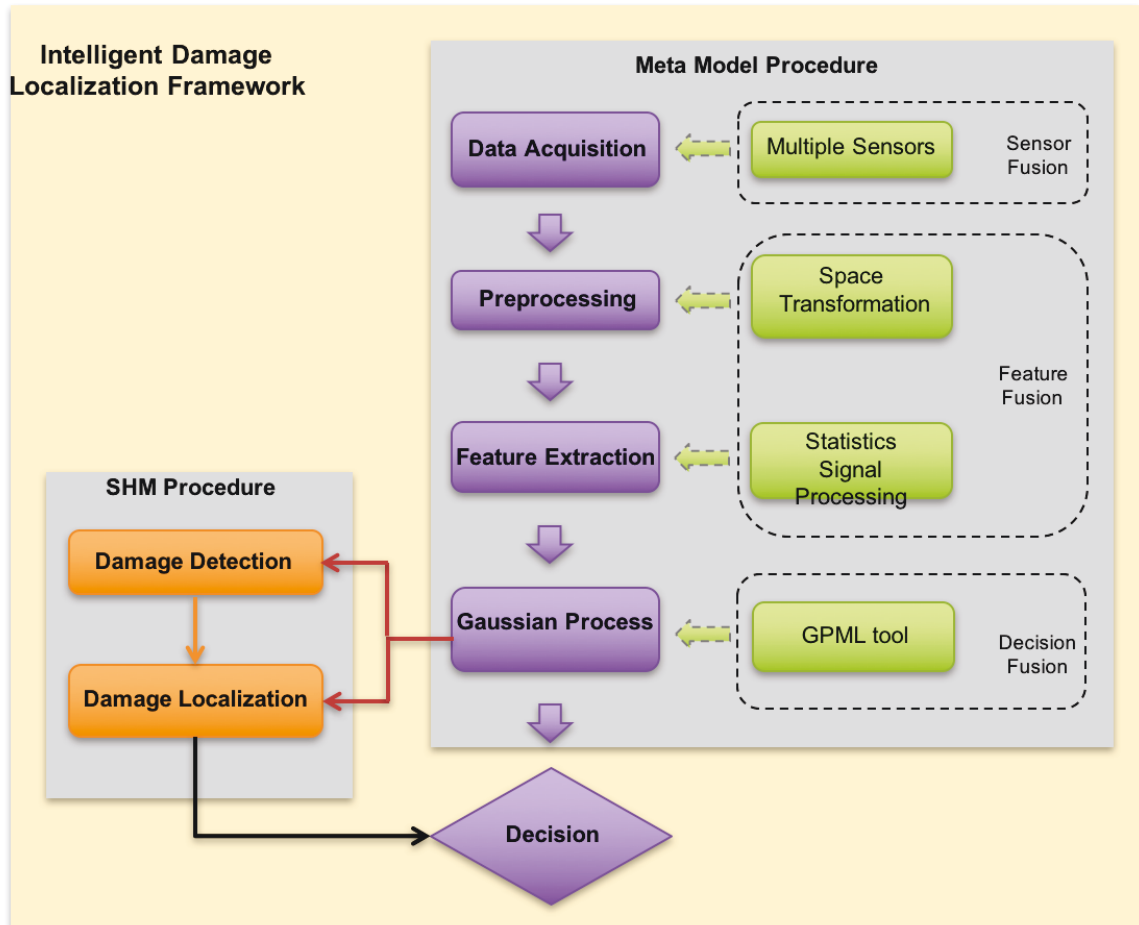 Intelligent Damage
Localization Framework
Meta Model Procedure
Data Acquisition
Multiple Sensors
Sensor
Fusion
Preprocessing
Space
Transformation
Feature
Fusion
Feature Extraction
Statistics
Signal
Processing
SHM Procedure
Damage Detection
Gaussian Process
GPML tool
Decision
Fusion
Damage Localization
Decision